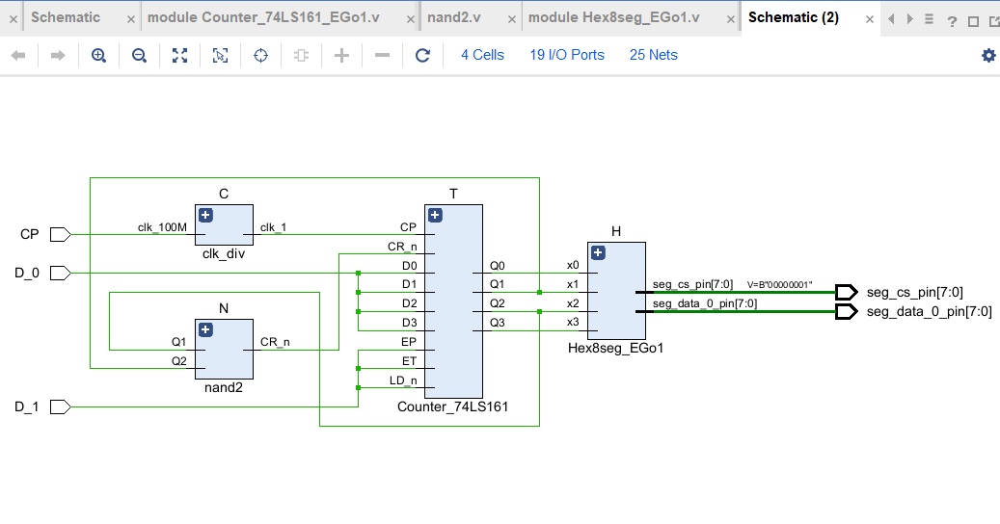 Schematic
module Counter_74LS161_EGo1.v
nand2.v
module Hex8seg_EGo1.v
Schematic (2)
4 Cells
19 I/O Ports
25 Nets
C
clk_100M
clk_1
clk_div
CP
D_0
N
Q1
Q2
CR_n
nand2
D_1
T
CP
CR_n
D0
D1
D2
D3
EP
ET
LD_n
Q0
Q1
Q2
Q3
Counter_74LS161
H
x0
x1
x2
x3
seg_cs_pin[7:0]
V=B"00000001"
seg_data_0_pin[7:0]
Hex8seg_EGo1
seg_cs_pin[7:0]
seg_data_0_pin[7:0]